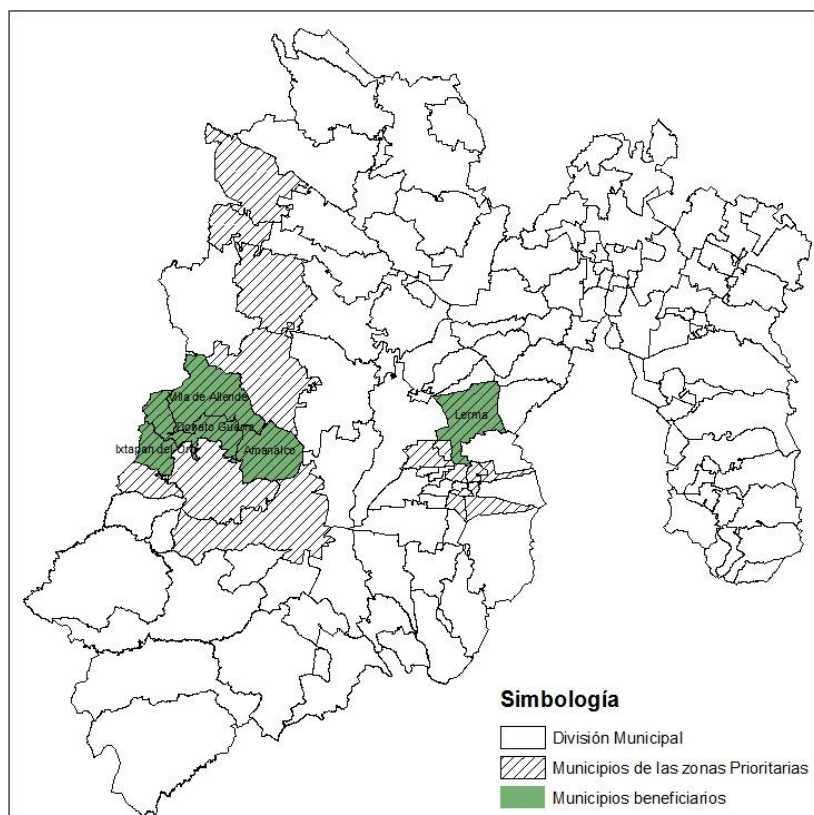 Villa de Allende
Donato Guerra
Ixtapan del Oro
Amanalco
Lerma
Simbología
División Municipal
Municipios de las zonas Prioritarias
Municipios beneficiarios